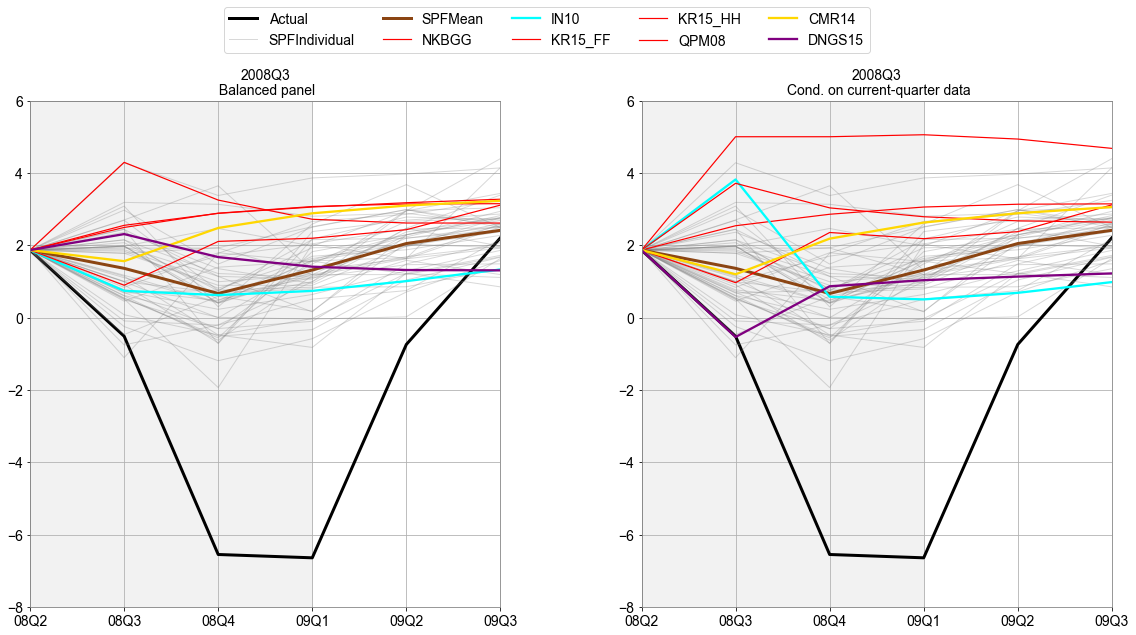 Actual SPFMean IN10 KR15_HH CMR14
SPFIndividual NKBGG KR15_FF QPM08 DNGS15
2008Q3
Balanced panel
6
4
2
0
−2
−4
−6
−8
08Q2 08Q3 08Q4 09Q1 09Q2 09Q3
2008Q3
Cond. on current-quarter data
6
4
2
0
−2
−4
−6
−8
08Q2 08Q3 08Q4 09Q1 09Q2 09Q3